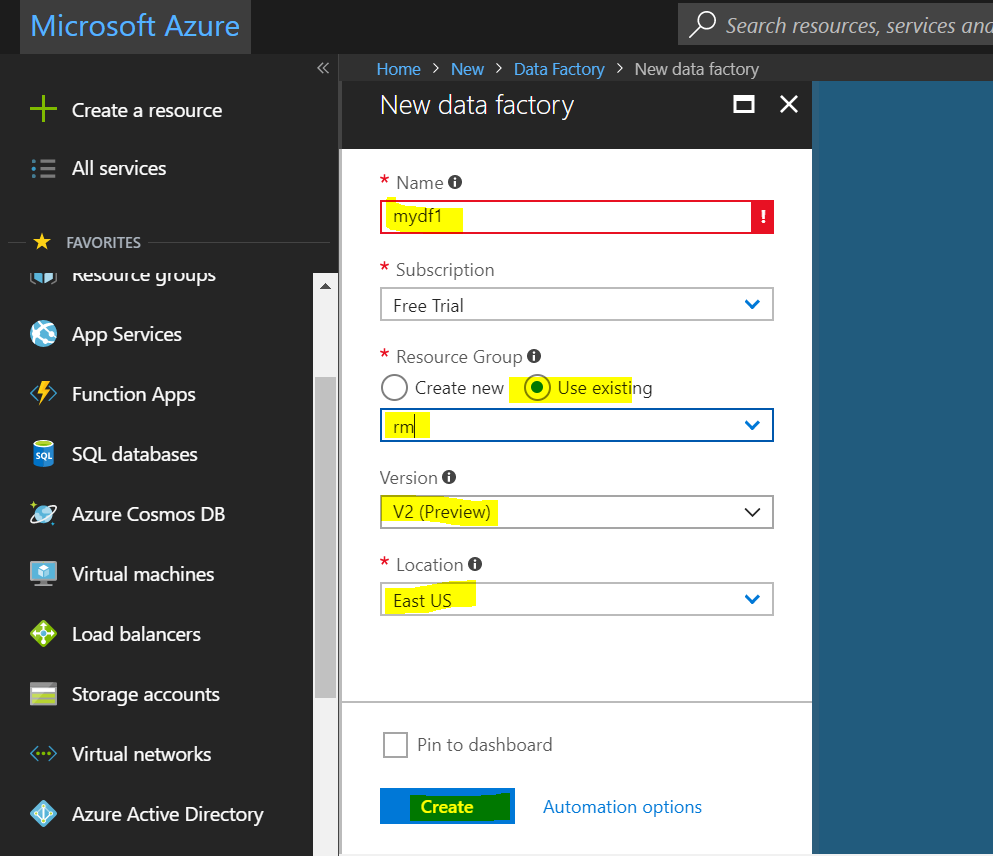 Microsoft Azure
Search resources, services and
Home > New > Data Factory > New data factory
Create a resource
All services
FAVORITES
Resource groups
App Services
Function Apps
SQL databases
Azure Cosmos DB
Virtual machines
Load balancers
Storage accounts
Virtual networks
Azure Active Directory
New data factory
* Name
mydf1
* Subscription
Free Trial
* Resource Group
Create new Use existing
rm
Version
V2 (Preview)
* Location
East US
Pin to dashboard
Create Automation options